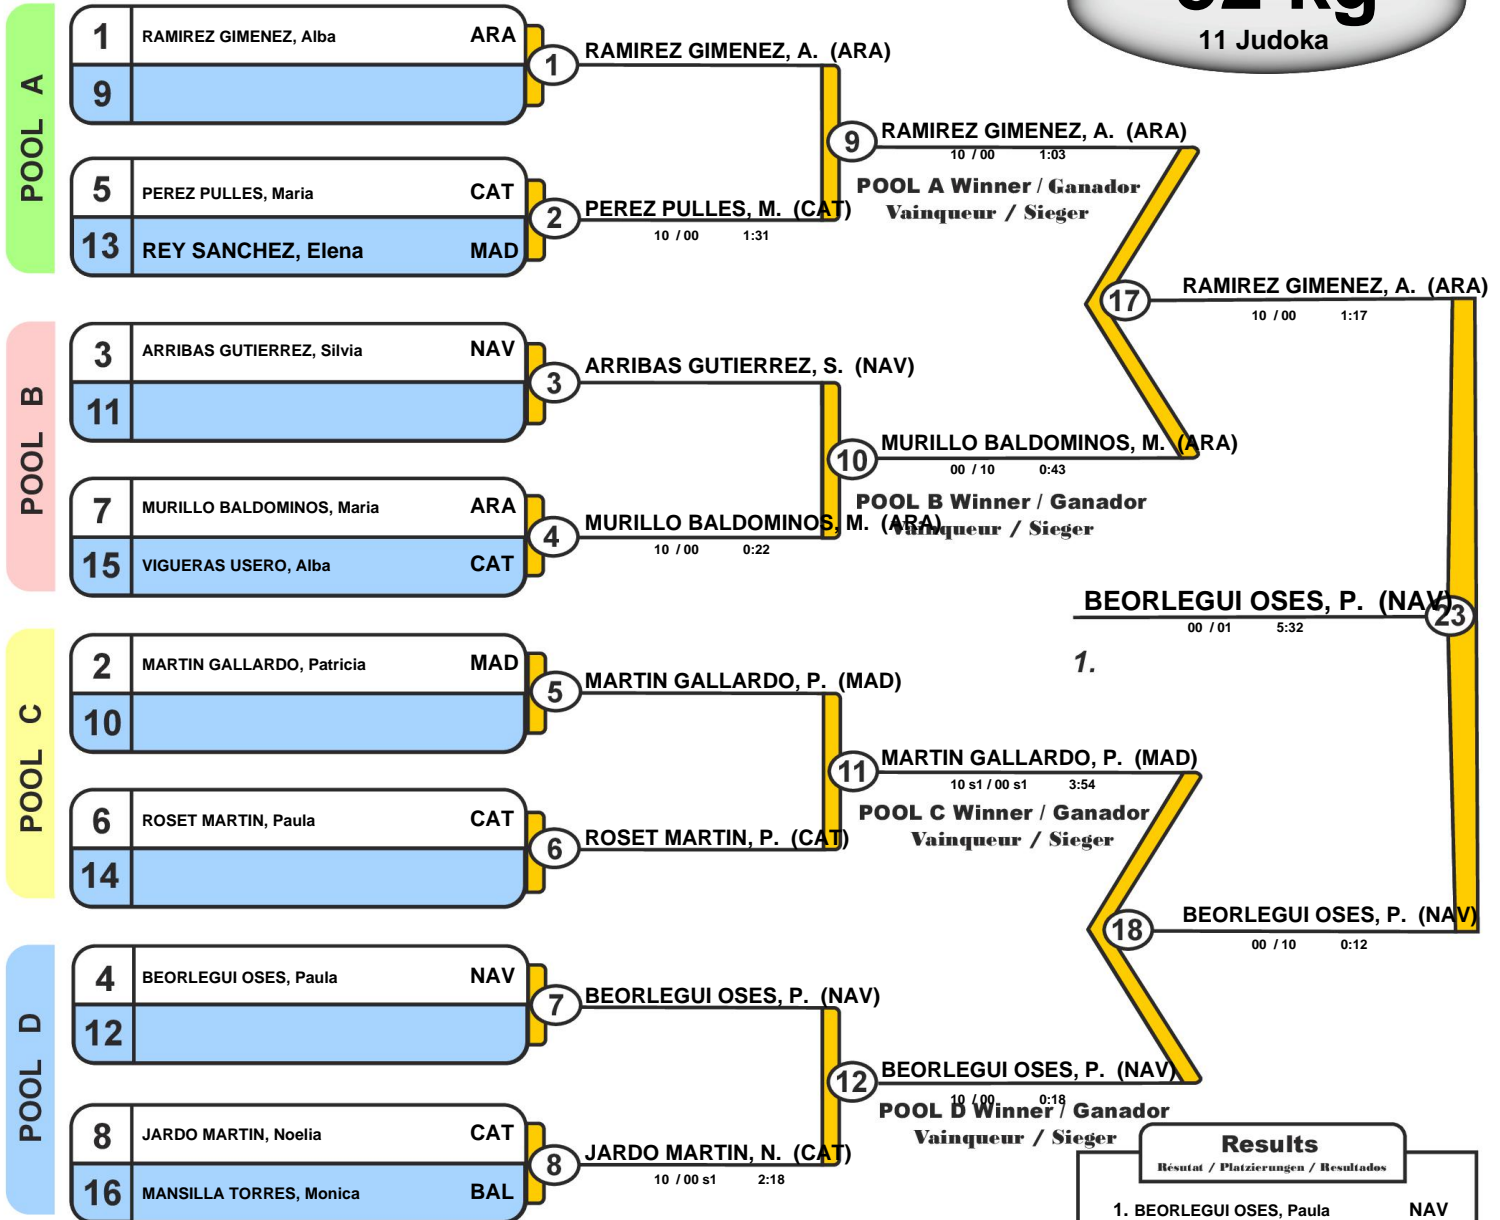 11 Judoka
POOL A
1 RAMIREZ GIMENEZ, Alba ARA
9
1
RAMIREZ GIMENEZ, A. (ARA)
5 PEREZ PULLES, Maria CAT
13 REY SANCHEZ, Elena MAD
2
PEREZ PULLES, M. (CAT)
10 / 00 1:31
9
RAMIREZ GIMENEZ, A. (ARA)
10 / 00 1:03
POOL A Winner / Ganador
Vainqueur / Sieger
POOL B
3 ARRIBAS GUTIERREZ, Silvia NAV
11
3
ARRIBAS GUTIERREZ, S. (NAV)
7 MURILLO BALDOMINOS, Maria ARA
15 VIGUERAS USERO, Alba CAT
4
MURILLO BALDOMINOS, M. (ARA)
10 / 00 0:22
10
MURILLO BALDOMINOS, M. (ARA)
00 / 10 0:43
POOL B Winner / Ganador
Vainqueur / Sieger
17
RAMIREZ GIMENEZ, A. (ARA)
10 / 00 1:17
BEORLEGUI OSES, P. (NAV)
23
00 / 01 5:32
1.
POOL C
2 MARTIN GALLARDO, Patricia MAD
10
5
MARTIN GALLARDO, P. (MAD)
6 ROSET MARTIN, Paula CAT
14
6
ROSET MARTIN, P. (CAT)
11
MARTIN GALLARDO, P. (MAD)
10 s1 / 00 s1 3:54
POOL C Winner / Ganador
Vainqueur / Sieger
18
BEORLEGUI OSES, P. (NAV)
00 / 10 0:12
POOL D
4 BEORLEGUI OSES, Paula NAV
12
7
BEORLEGUI OSES, P. (NAV)
8 JARDO MARTIN, Noelia CAT
16 MANSILLA TORRES, Monica BAL
8
JARDO MARTIN, N. (CAT)
10 / 00 s1 2:18
12
BEORLEGUI OSES, P. (NAV)
10 / 00 0:18
POOL D Winner / Ganador
Vainqueur / Sieger
Results
Résutat / Platzierungen / Resultados
1. BEORLEGUI OSES, Paula NAV